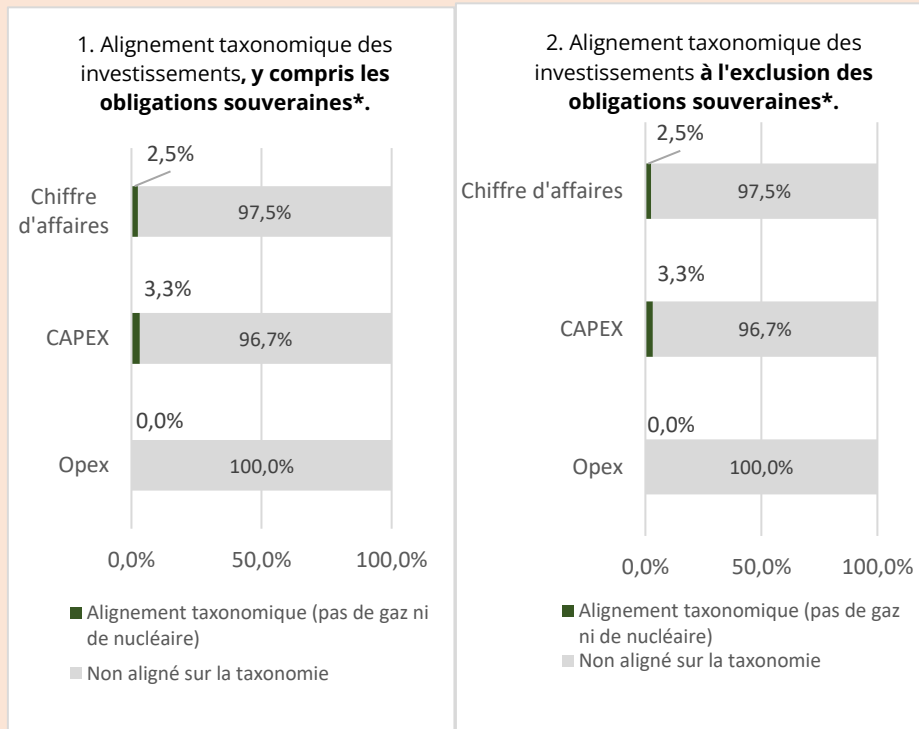 1. Alignement taxonomique des
investissements, y compris les
obligations souveraines*.
2,5%
Chiffre
d'affaires
97,5%
3,3%
CAPEX
96,7%
0,0%
Opex
100,0%
0,0%
50,0%
100,0%
Alignement taxonomique (pas de gaz ni
de nucléaire)
Non aligné sur la taxonomie
2. Alignement taxonomique des
investissements à l'exclusion des
obligations souveraines*.
2,5%
Chiffre d'affaires
97,5%
3,3%
CAPEX
96,7%
0,0%
Opex
100,0%
0,0%
50,0%
100,0%
Alignement taxonomique (pas de gaz
ni de nucléaire)
Non aligné sur la taxonomie